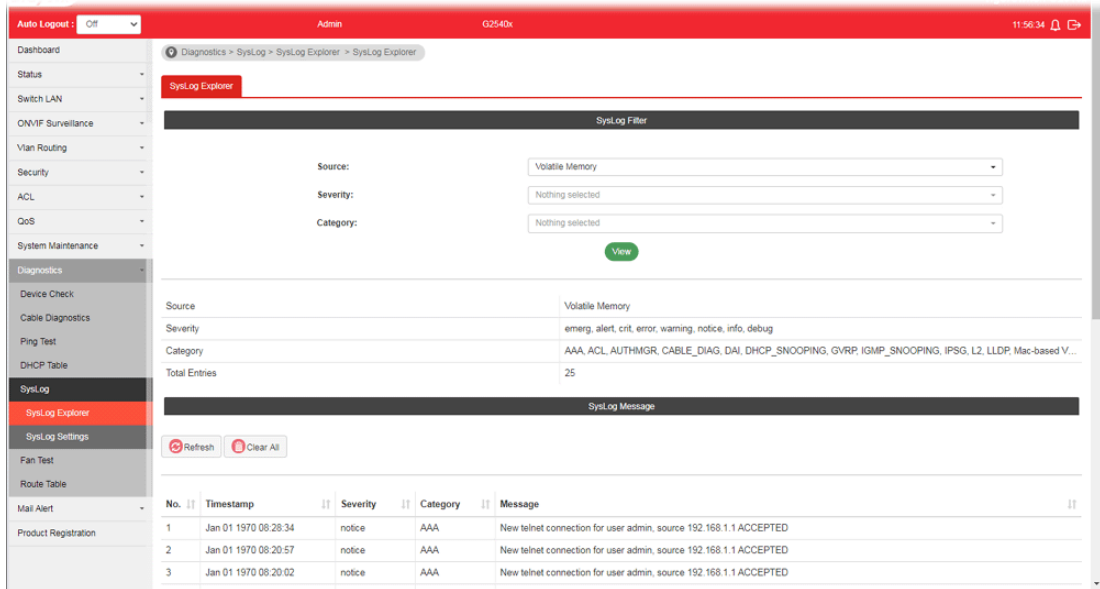 Auto Logout : Off Admin G2540x 11:56:34
Dashboard
Status
Switch LAN
ONVIF Surveillance
Vlan Routing
Security
ACL
QoS
System Maintenance
Diagnostics
Device Check
Cable Diagnostics
Ping Test
DHCP Table
SysLog
SysLog Explorer
SysLog Settings
Fan Test
Route Table
Mail Alert
Product Registration
Diagnostics > SysLog > SysLog Explorer > SysLog Explorer
SysLog Explorer
SysLog Filter
Source: Volatile Memory
Severity: Nothing selected
Category: Nothing selected
View
Source Volatile Memory
Severity emerg, alert, crit, error, warning, notice, info, debug
Category AAA, ACL, AUTHMGR, CABLE_DIAG, DAI, DHCP_SNOOPING, GVRP, IGMP_SNOOPING, IPSG, L2, LLDP, Mac-based V...
Total Entries 25
SysLog Message
Refresh Clear All
No. Timestamp Severity Category Message
1 Jan 01 1970 08:28:34 notice AAA New telnet connection for user admin, source 192.168.1.1 ACCEPTED
2 Jan 01 1970 08:20:57 notice AAA New telnet connection for user admin, source 192.168.1.1 ACCEPTED
3 Jan 01 1970 08:20:02 notice AAA New telnet connection for user admin, source 192.168.1.1 ACCEPTED